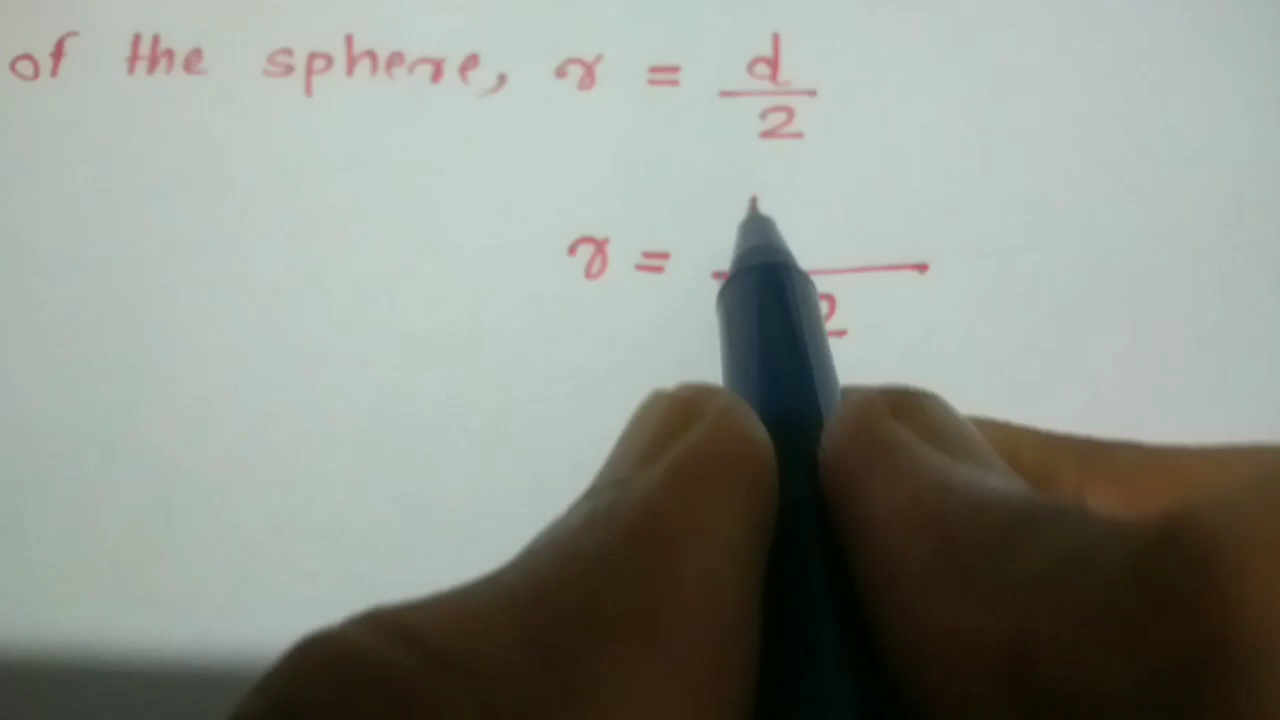 of the sphere, r = d/2
r = /2